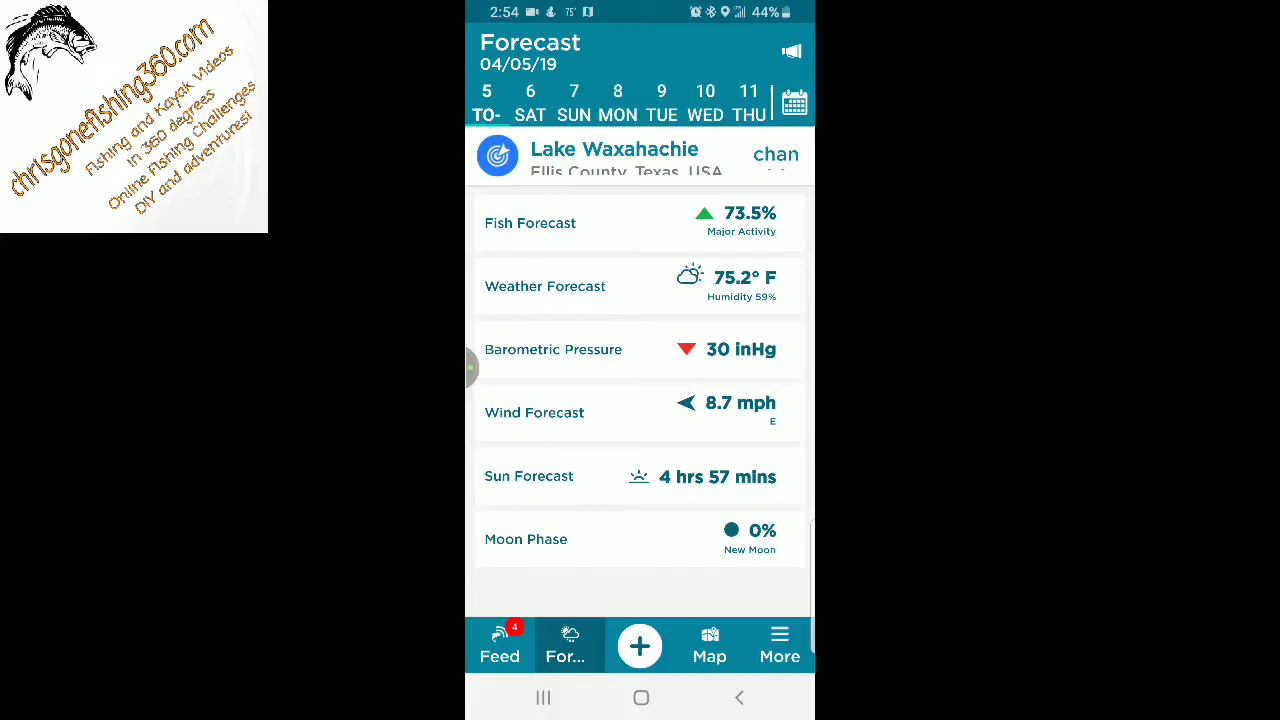 chrisgonefishing360.com
Fishing and Kayak Videos
in 360 degrees
Online Fishing Challenges
DIY and adventures!
2:54 75° 44%
Forecast
04/05/19
5 6 7 8 9 10 11
TO- SAT SUN MON TUE WED THU
Lake Waxahachie chan
Ellis County, Texas, USA
Fish Forecast 73.5%
Major Activity
Weather Forecast 75.2° F
Humidity 59%
Barometric Pressure 30 inHg
Wind Forecast 8.7 mph
E
Sun Forecast 4 hrs 57 mins
Moon Phase 0%
New Moon
4
Feed For... Map More